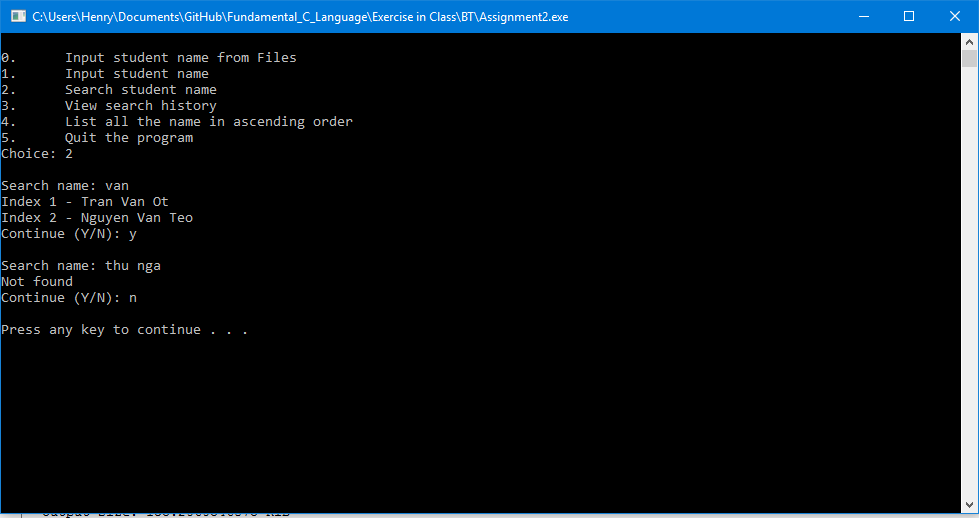 C:\Users\Henry\Documents\GitHub\Fundamental_C_Language\Exercise in Class\BT\Assignment2.exe
0. Input student name from Files
1. Input student name
2. Search student name
3. View search history
4. List all the name in ascending order
5. Quit the program
Choice: 2
Search name: van
Index 1 - Tran Van Ot
Index 2 - Nguyen Van Teo
Continue (Y/N): y
Search name: thu nga
Not found
Continue (Y/N): n
Press any key to continue . . .